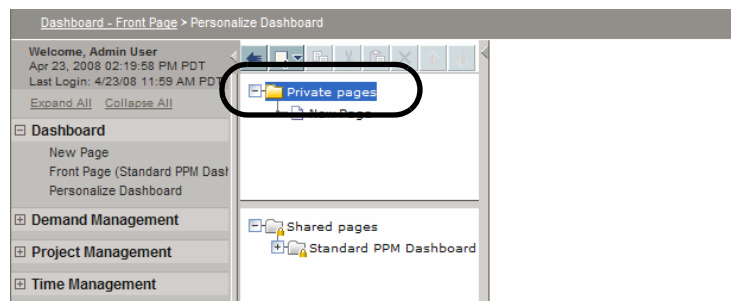 Dashboard - Front Page > Personalize Dashboard
Welcome, Admin User
Apr 23, 2008 02:19:58 PM PDT
Last Login: 4/23/08 11:59 AM PDT
Expand All Collapse All
Dashboard
New Page
Front Page (Standard PPM Dash
Personalize Dashboard
Demand Management
Project Management
Time Management
Private pages
New Page
Shared pages
Standard PPM Dashboard